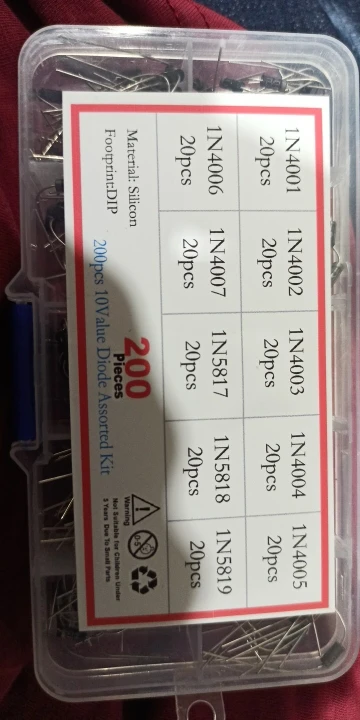 1N4001 1N4002 1N4003 1N4004 1N4005
20pcs 20pcs 20pcs 20pcs 20pcs
1N4006 1N4007 1N5817 1N5818 1N5819
20pcs 20pcs 20pcs 20pcs 20pcs
Material: Silicon
Footprint:DIP
200
Pieces
200pcs 10Value Diode Assorted Kit
0-5
Warning
Not Suitable for Children Under
3 Years Due To Small Parts